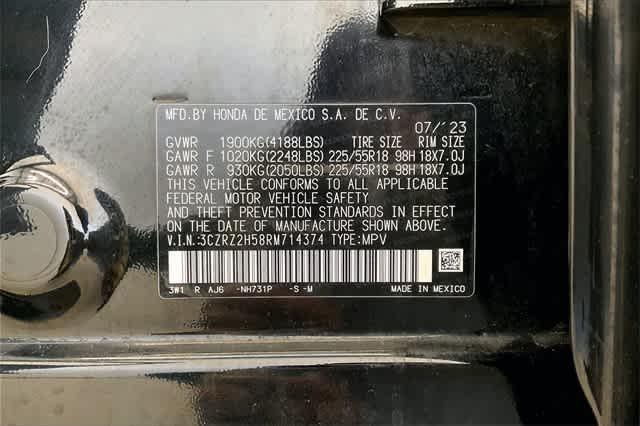 MFD.BY HONDA DE MEXICO S.A. DE C.V.
07/'23
GVWR 1900KG(4188LBS) TIRE SIZE RIM SIZE
GAWR F 1020KG(2248LBS) 225/55R18 98H 18X7.0J
GAWR R 930KG(2050LBS) 225/55R18 98H 18X7.0J
THIS VEHICLE CONFORMS TO ALL APPLICABLE
FEDERAL MOTOR VEHICLE SAFETY
AND THEFT PREVENTION STANDARDS IN EFFECT
ON THE DATE OF MANUFACTURE SHOWN ABOVE.
V.I.N.:3CZRZ2H58RM714374 TYPE:MPV
3W1 R AJ6 -NH731P -S-M MADE IN MEXICO